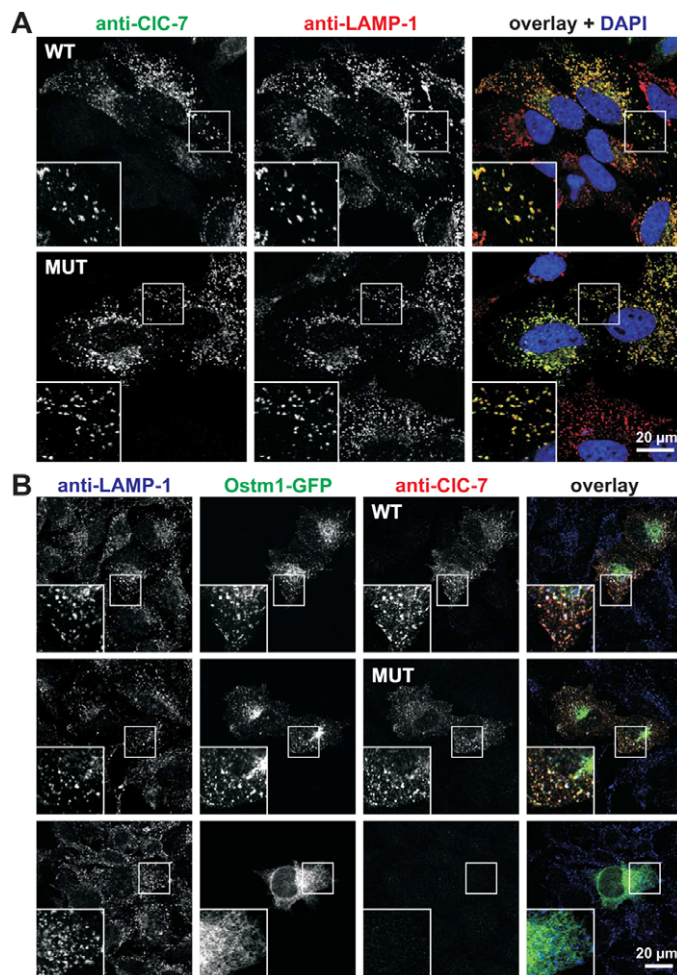 A
anti-ClC-7 anti-LAMP-1 overlay + DAPI
WT
MUT
20 µm
B
anti-LAMP-1 Ostm1-GFP anti-ClC-7 overlay
WT
MUT
20 µm